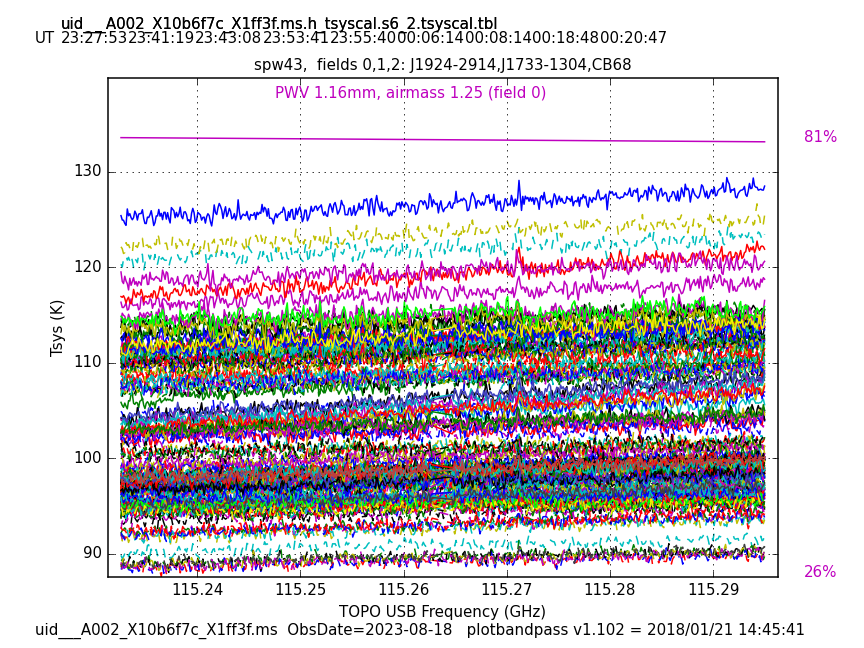 uid___A002_X10b6f7c_X1ff3f.ms.h_tsyscal.s6_2.tsyscal.tbl
UT 23:27:53 23:41:19 23:43:08 23:53:41 23:55:40 00:06:14 00:08:14 00:18:48 00:20:47
spw43, fields 0,1,2: J1924-2914,J1733-1304,CB68
PWV 1.16mm, airmass 1.25 (field 0)
81%
130
120
110
100
90
Tsys (K)
26%
115.24 115.25 115.26 115.27 115.28 115.29
TOPO USB Frequency (GHz)
uid___A002_X10b6f7c_X1ff3f.ms ObsDate=2023-08-18 plotbandpass v1.102 = 2018/01/21 14:45:41